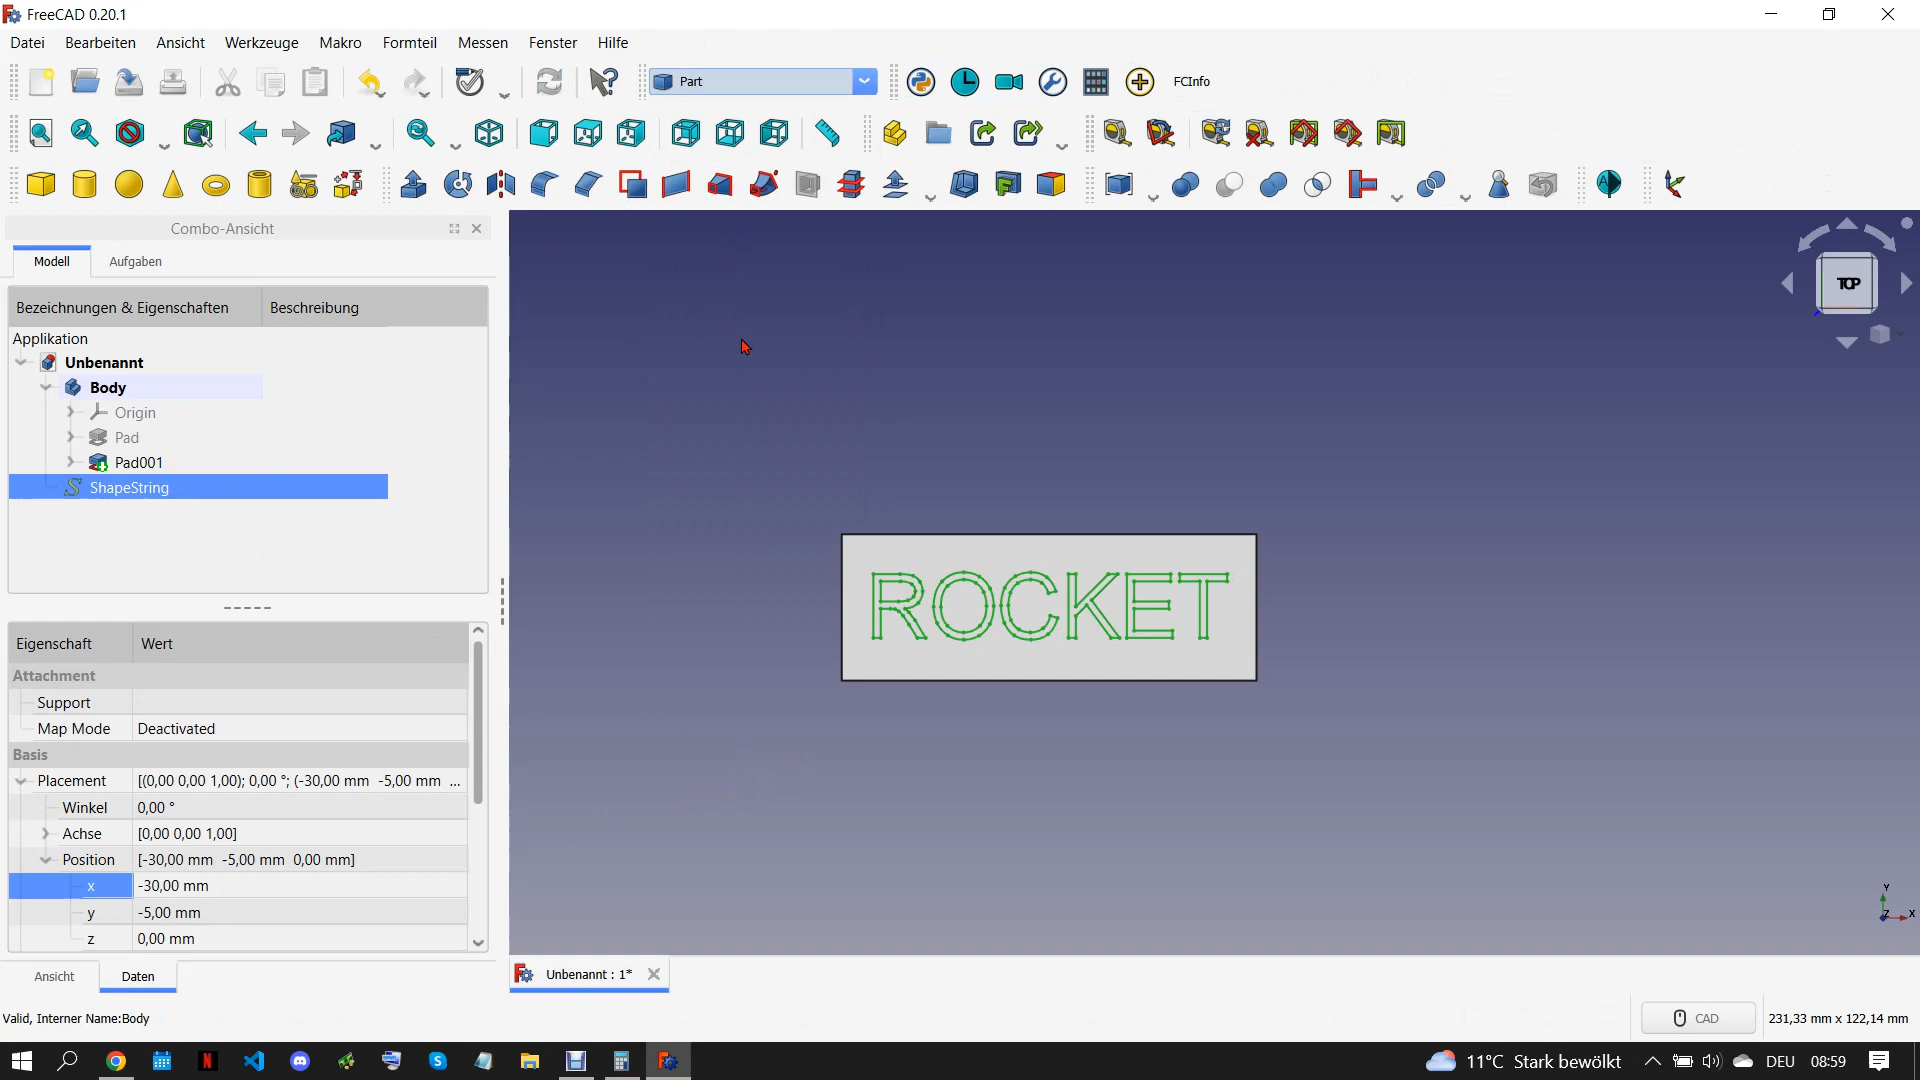 FreeCAD 0.20.1
Datei Bearbeiten Ansicht Werkzeuge Makro Formteil Messen Fenster Hilfe
Part
FCInfo
Combo-Ansicht
Modell Aufgaben
Bezeichnungen & Eigenschaften Beschreibung
Applikation
Unbenannt
Body
Origin
Pad
Pad001
ShapeString
TOP
ROCKET
Eigenschaft Wert
Attachment
Support
Map Mode Deactivated
Basis
Placement [(0,00 0,00 1,00); 0,00 °; (-30,00 mm -5,00 mm ...
Winkel 0,00 °
Achse [0,00 0,00 1,00]
Position [-30,00 mm -5,00 mm 0,00 mm]
x -30,00 mm
y -5,00 mm
z 0,00 mm
Y
Z X
Ansicht Daten
Unbenannt : 1*
Valid, Interner Name:Body
CAD 231,33 mm x 122,14 mm
11°C Stark bewölkt DEU 08:59